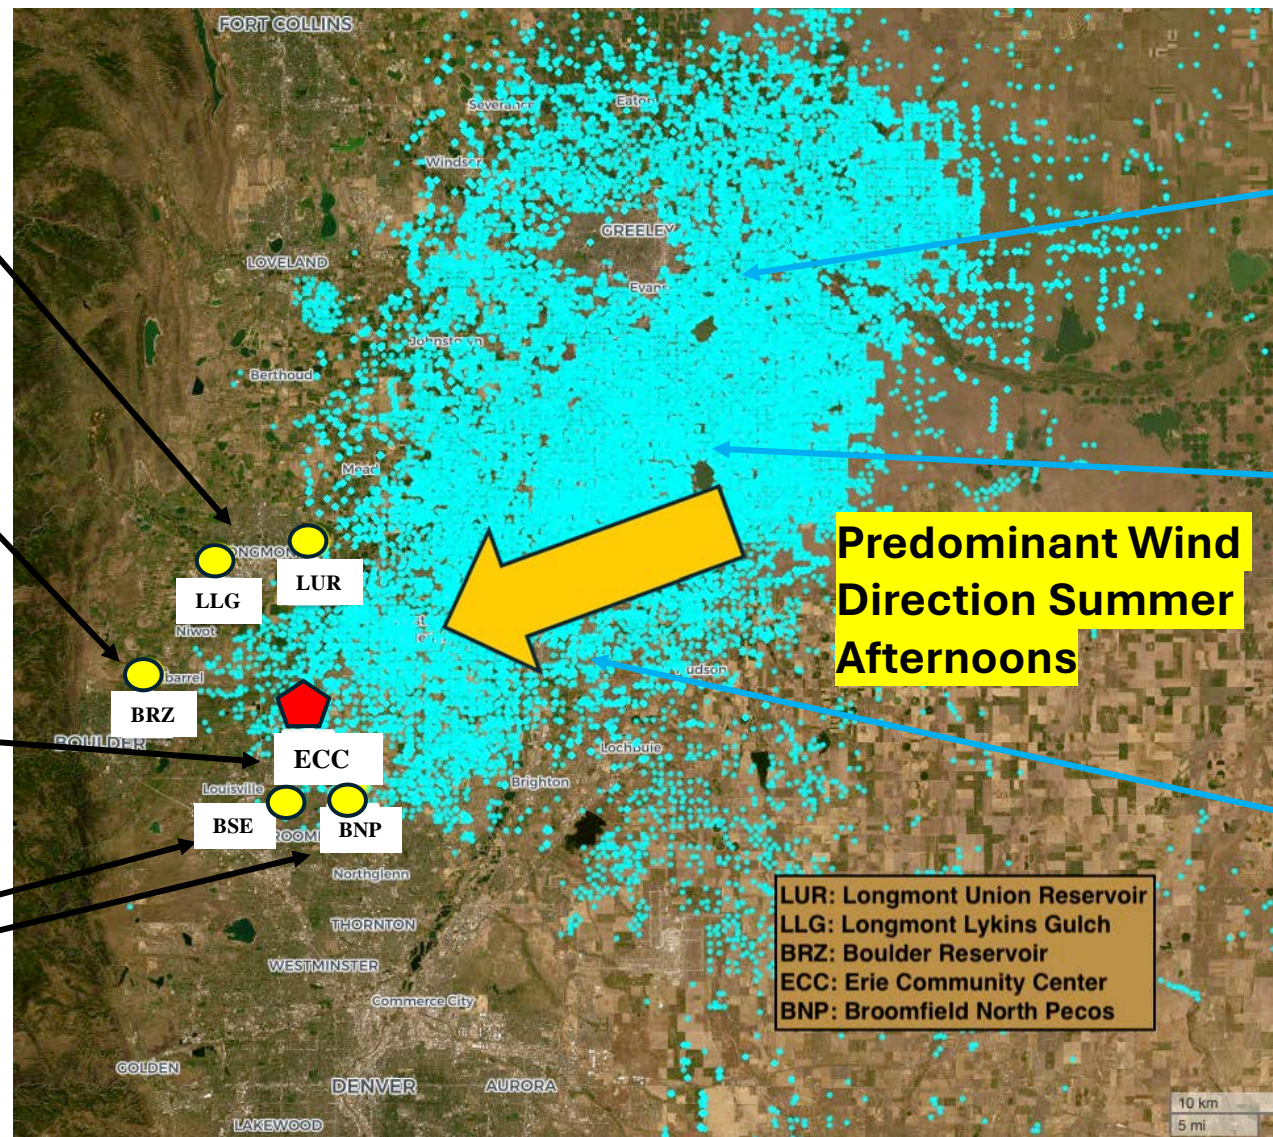 FORT COLLINS
Severance
Eaton
Windsor
GREELEY
LOVELAND
Evans
Johnstown
Berthoud
Mead
LUR
LLG
Niwot
Predominant Wind
Direction Summer
Afternoons
udson
barrel
BRZ
BOULDER
ECC
Lochbuie
Brighton
Louisville
BSE
BNP
Northglenn
THORNTON
WESTMINSTER
Commerce City
LUR: Longmont Union Reservoir
LLG: Longmont Lykins Gulch
BRZ: Boulder Reservoir
ECC: Erie Community Center
BNP: Broomfield North Pecos
GOLDEN
DENVER
AURORA
LAKEWOOD
10 km
5 mi